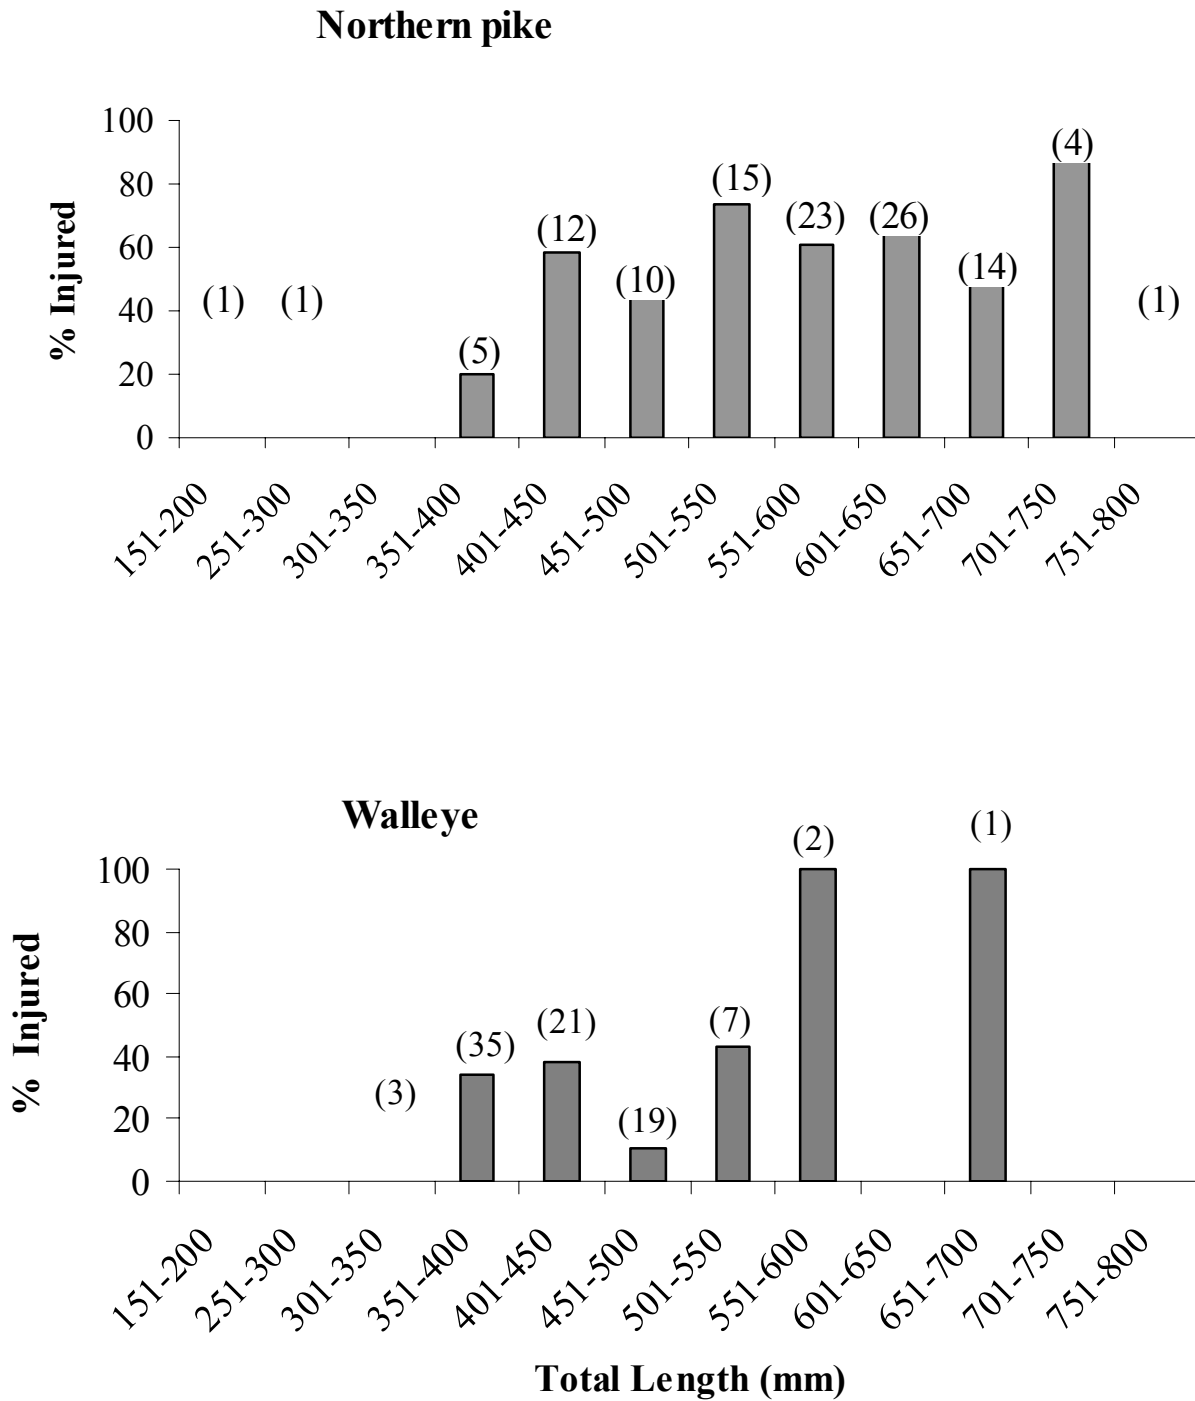 Northern pike
% Injured
100
80
60
40
20
0
(1) (1) (5) (12) (10) (15) (23) (26) (14) (4) (1)
151-200 251-300 301-350 351-400 401-450 451-500 501-550 551-600 601-650 651-700 701-750 751-800
Walleye
% Injured
100
80
60
40
20
0
(3) (35) (21) (19) (7) (2) (1)
151-200 251-300 301-350 351-400 401-450 451-500 501-550 551-600 601-650 651-700 701-750 751-800
Total Length (mm)